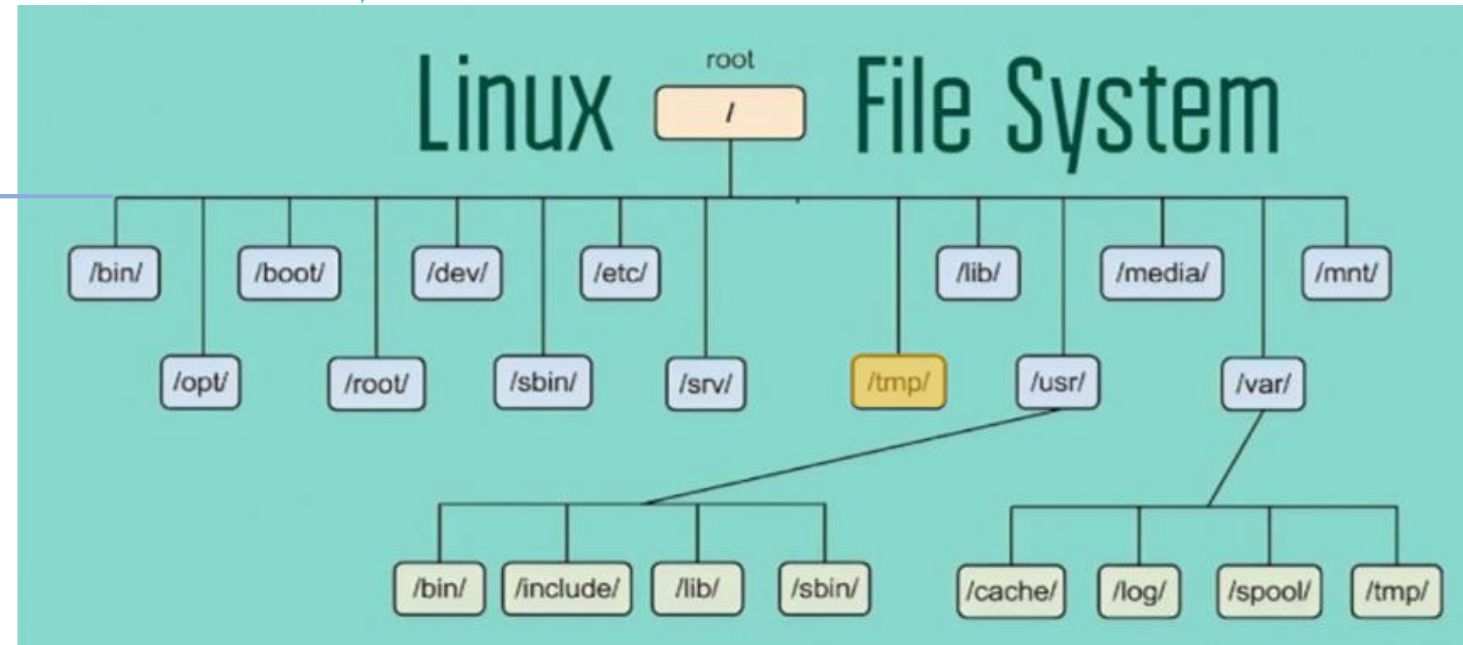 root
Linux / File System
/bin/ /boot/ /dev/ /etc/ /lib/ /media/ /mnt/
/opt/ /root/ /sbin/ /srv/ /tmp/ /usr/ /var/
/bin/ /include/ /lib/ /sbin/ /cache/ /log/ /spool/ /tmp/